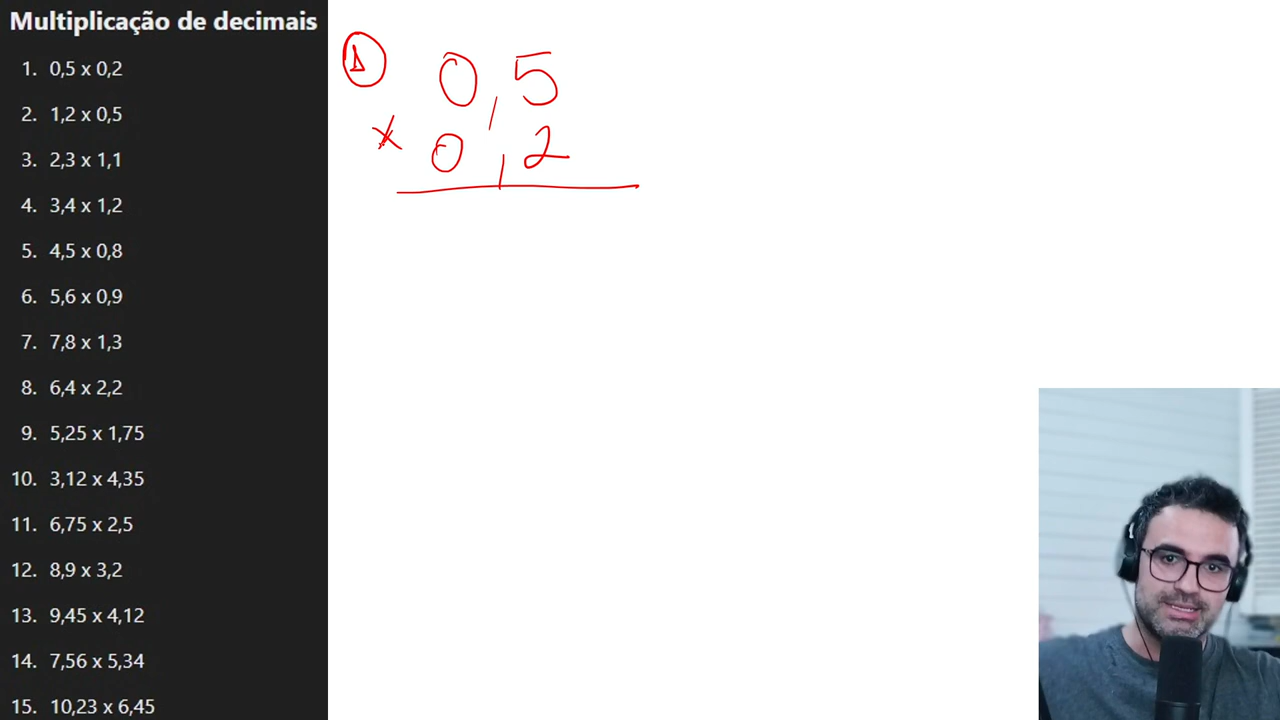 Multiplicação de decimais
1. 0,5 x 0,2
2. 1,2 x 0,5
3. 2,3 x 1,1
4. 3,4 x 1,2
5. 4,5 x 0,8
6. 5,6 x 0,9
7. 7,8 x 1,3
8. 6,4 x 2,2
9. 5,25 x 1,75
10. 3,12 x 4,35
11. 6,75 x 2,5
12. 8,9 x 3,2
13. 9,45 x 4,12
14. 7,56 x 5,34
15. 10,23 x 6,45
1
0,5
x 0,2